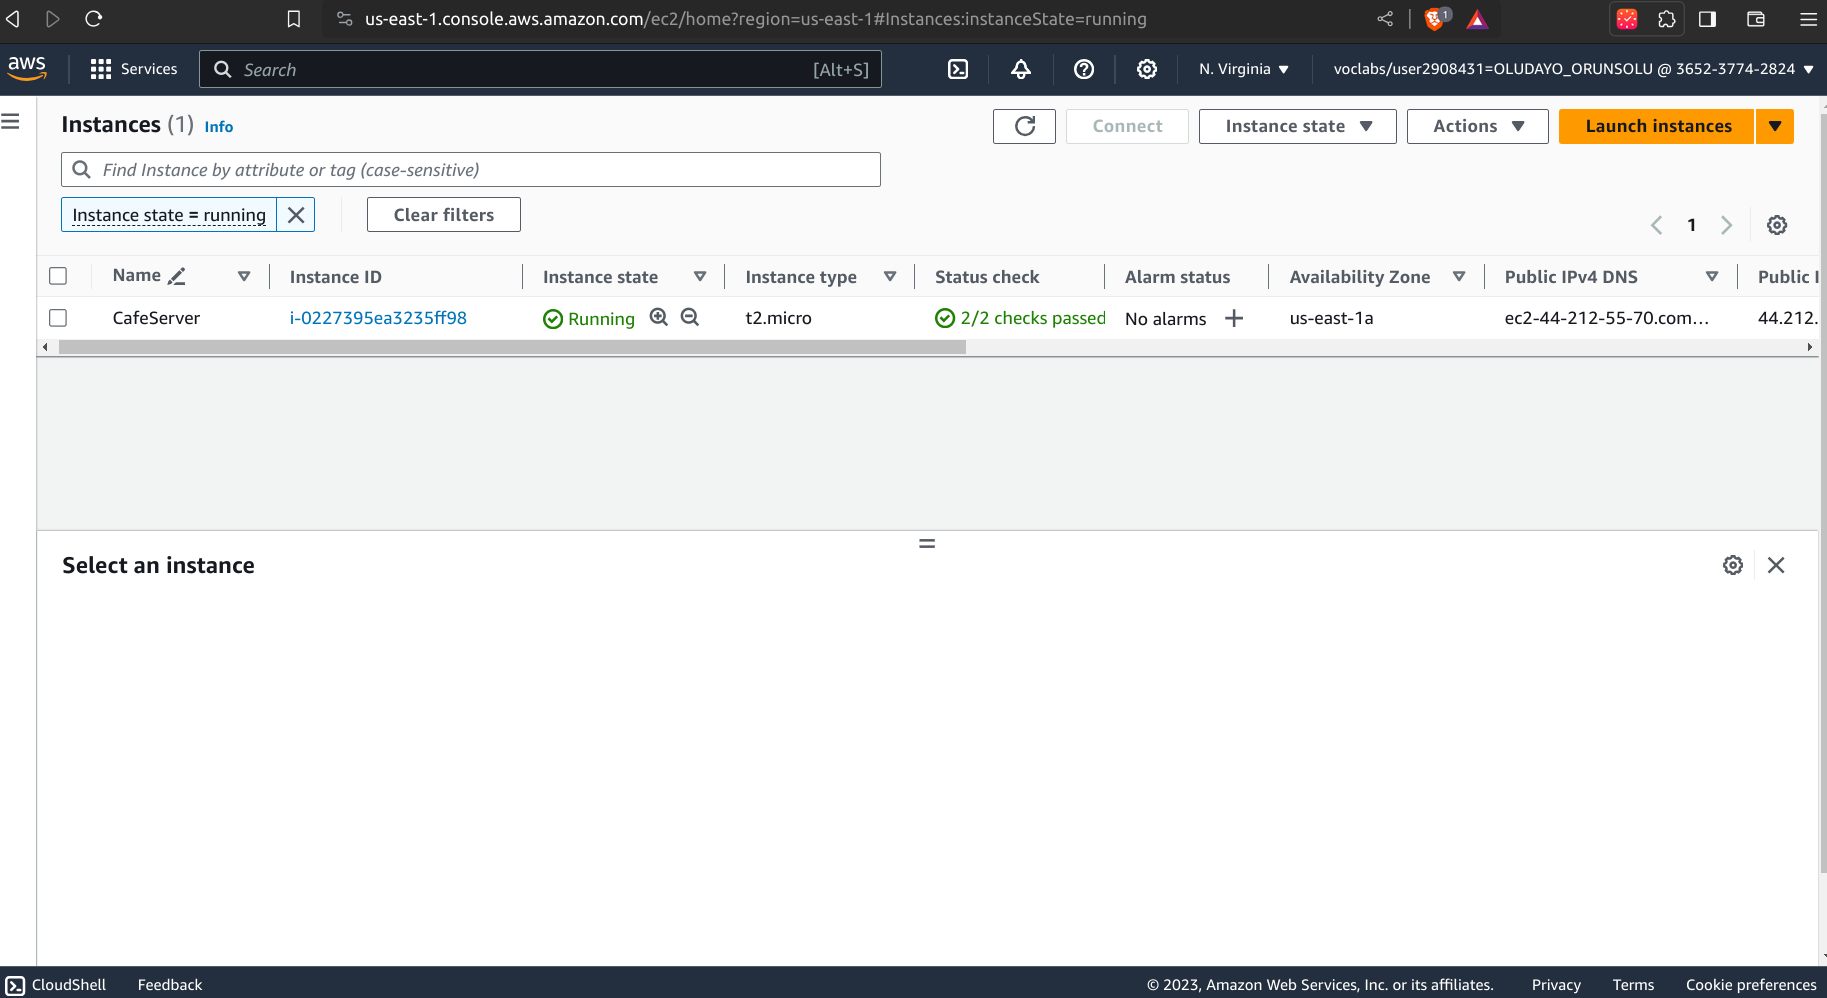 us-east-1.console.aws.amazon.com/ec2/home?region=us-east-1#Instances:instanceState=running
1
aws
Services
Search
[Alt+S]
N. Virginia
voclabs/user2908431=OLUDAYO_ORUNSOLU @ 3652-3774-2824
Instances (1) Info
Connect
Instance state
Actions
Launch instances
Find Instance by attribute or tag (case-sensitive)
Instance state = running
Clear filters
1
Name Instance ID Instance state Instance type Status check Alarm status Availability Zone Public IPv4 DNS Public I
CafeServer i-0227395ea3235ff98 Running t2.micro 2/2 checks passed No alarms us-east-1a ec2-44-212-55-70.com... 44.212.
Select an instance
CloudShell Feedback © 2023, Amazon Web Services, Inc. or its affiliates. Privacy Terms Cookie preferences